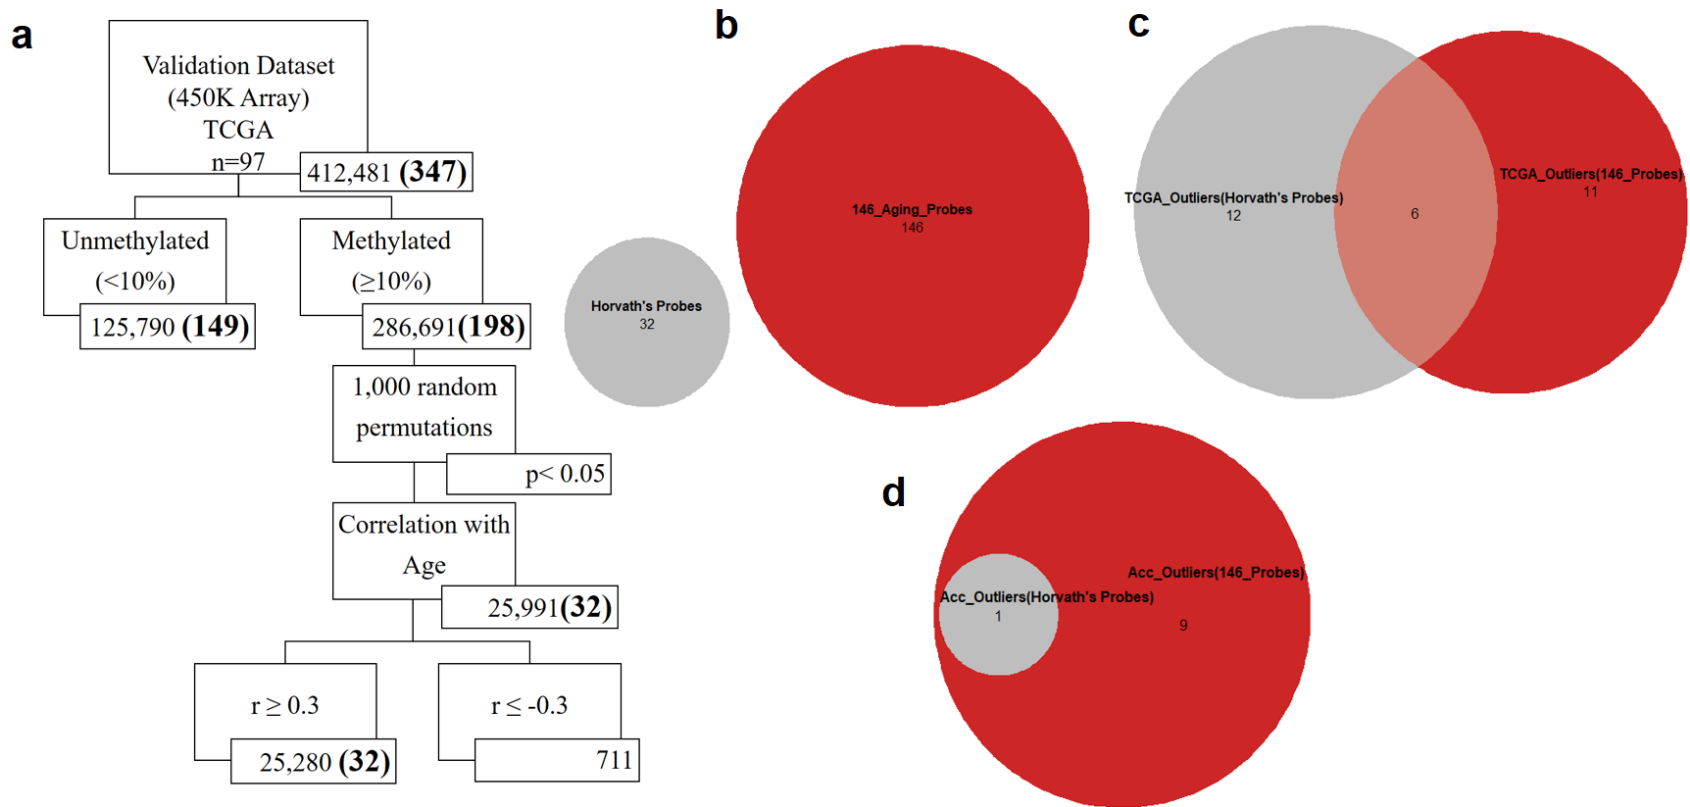 a
Validation Dataset
(450K Array)
TCGA
n=97
412,481 (347)
Unmethylated
(<10%)
125,790 (149)
Methylated
(≥10%)
286,691(198)
1,000 random
permutations
p< 0.05
Correlation with
Age
25,991(32)
r ≥ 0.3
25,280 (32)
r ≤ -0.3
711
b
Horvath's Probes
32
146_Aging_Probes
146
c
TCGA_Outliers(Horvath's Probes)
12
6
TCGA_Outliers(146_Probes)
11
d
Acc_Outliers(Horvath's Probes)
1
Acc_Outliers(146_Probes)
9